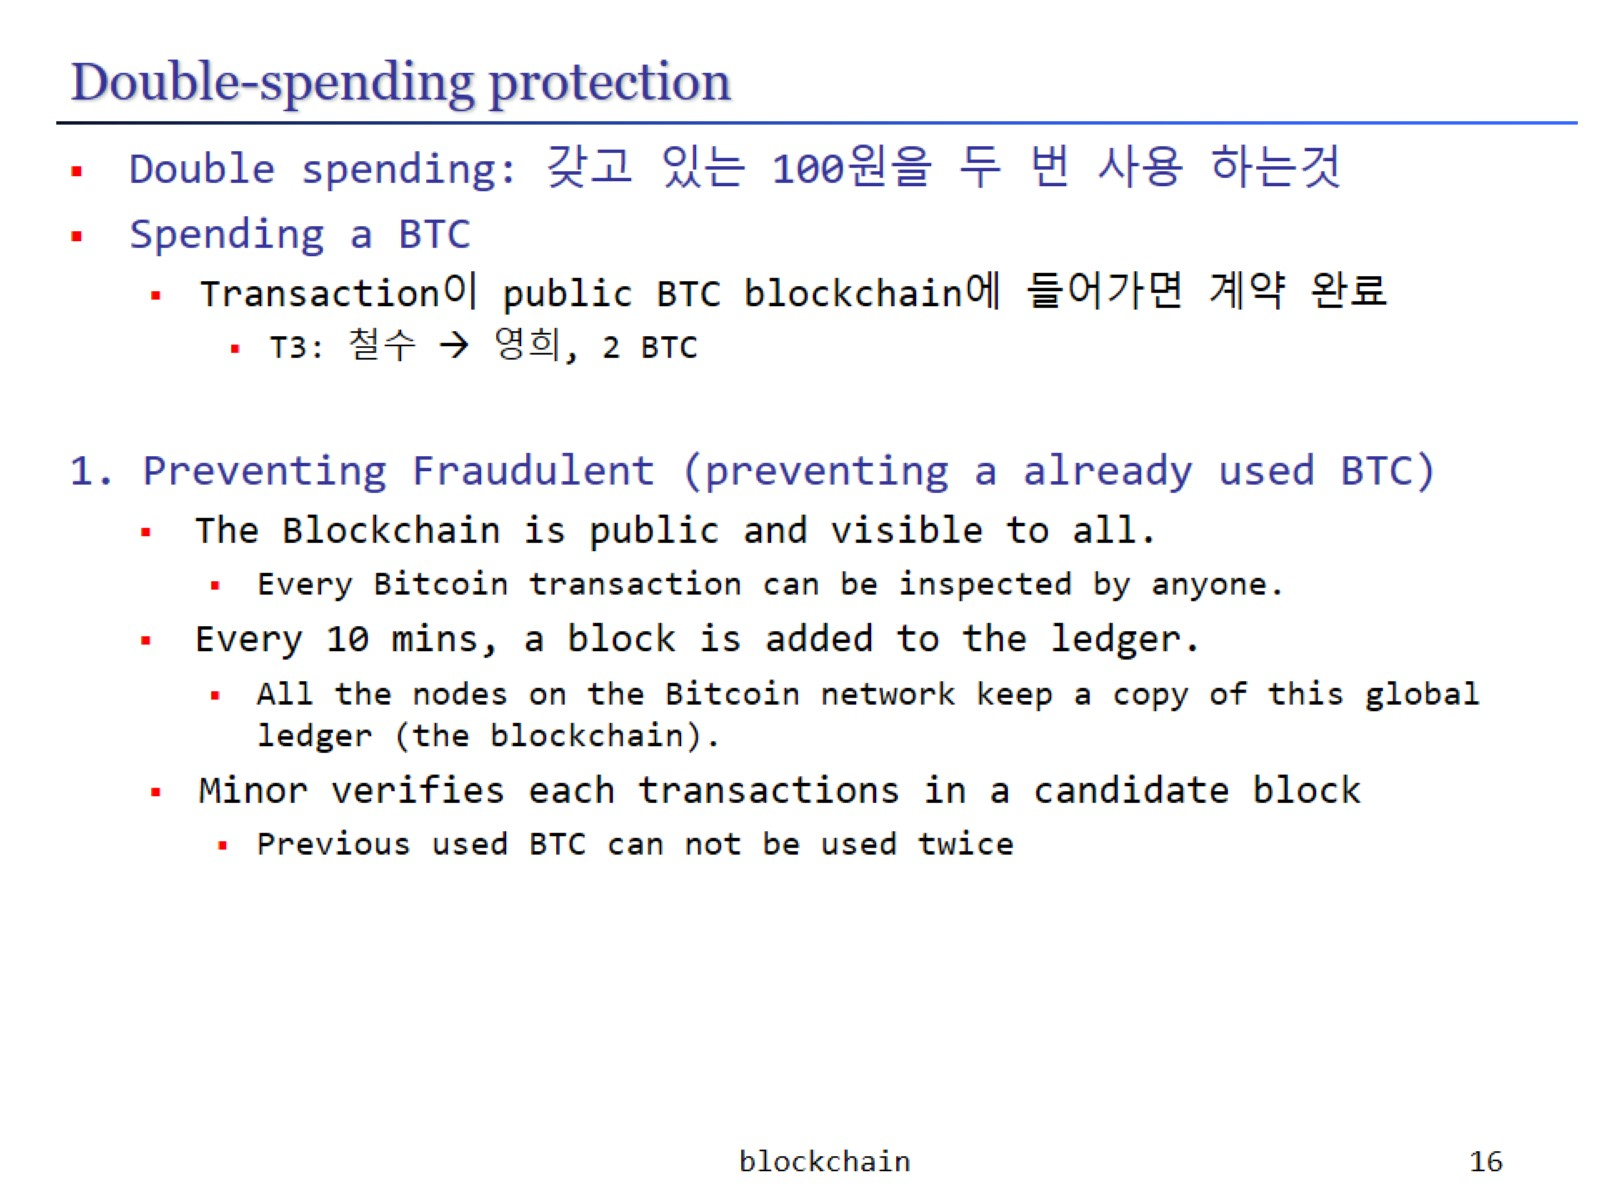 Double-spending protection
▪ Double spending: 갖고 있는 100원을 두 번 사용 하는것
▪ Spending a BTC
▪ Transaction이 public BTC blockchain에 들어가면 계약 완료
▪ T3: 철수 → 영희, 2 BTC
1. Preventing Fraudulent (preventing a already used BTC)
▪ The Blockchain is public and visible to all.
▪ Every Bitcoin transaction can be inspected by anyone.
▪ Every 10 mins, a block is added to the ledger.
▪ All the nodes on the Bitcoin network keep a copy of this global
ledger (the blockchain).
▪ Minor verifies each transactions in a candidate block
▪ Previous used BTC can not be used twice
blockchain
16